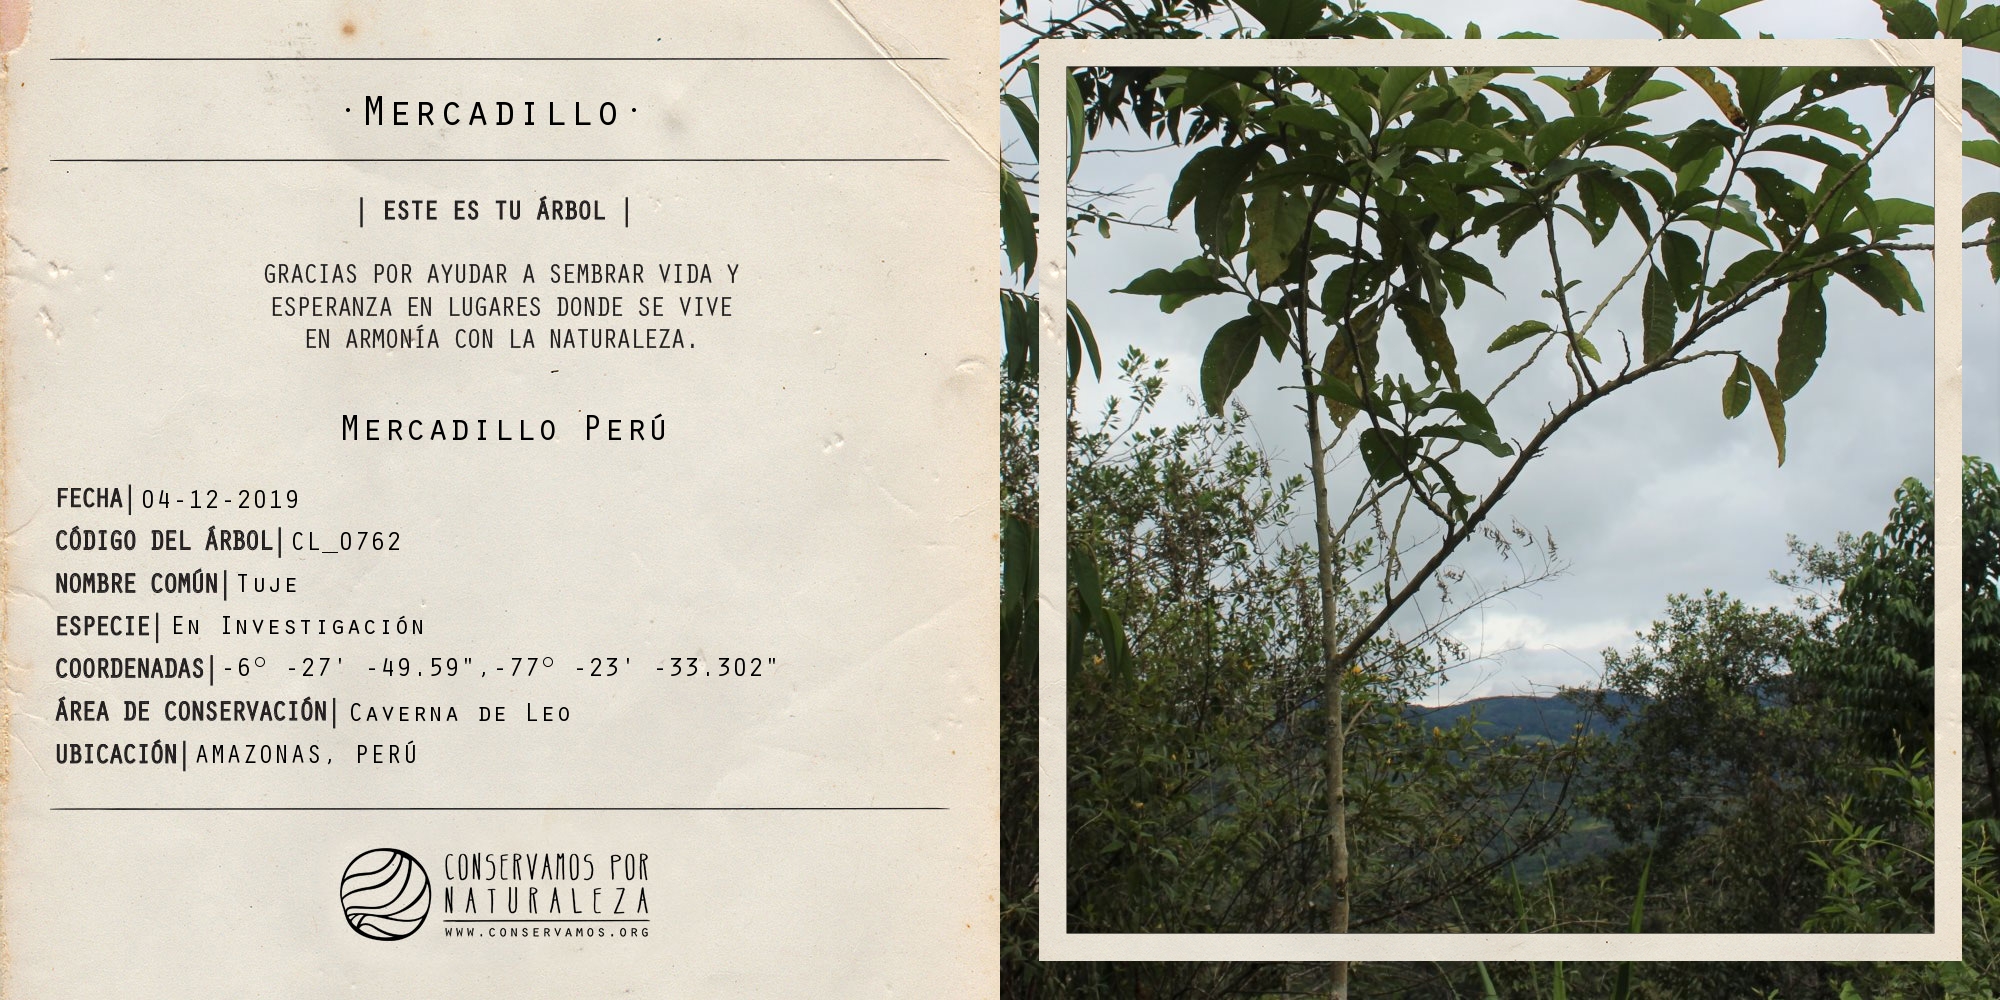 · Mercadillo ·
| ESTE ES TU ÁRBOL |
GRACIAS POR AYUDAR A SEMBRAR VIDA Y
ESPERANZA EN LUGARES DONDE SE VIVE
EN ARMONÍA CON LA NATURALEZA.
Mercadillo Perú
FECHA| 04-12-2019
CÓDIGO DEL ÁRBOL| CL_0762
NOMBRE COMÚN| Tuje
ESPECIE| En Investigación
COORDENADAS| -6° -27' -49.59",-77° -23' -33.302"
ÁREA DE CONSERVACIÓN| Caverna de Leo
UBICACIÓN| AMAZONAS, PERÚ
CONSERVAMOS POR
NATURALEZA
WWW.CONSERVAMOS.ORG